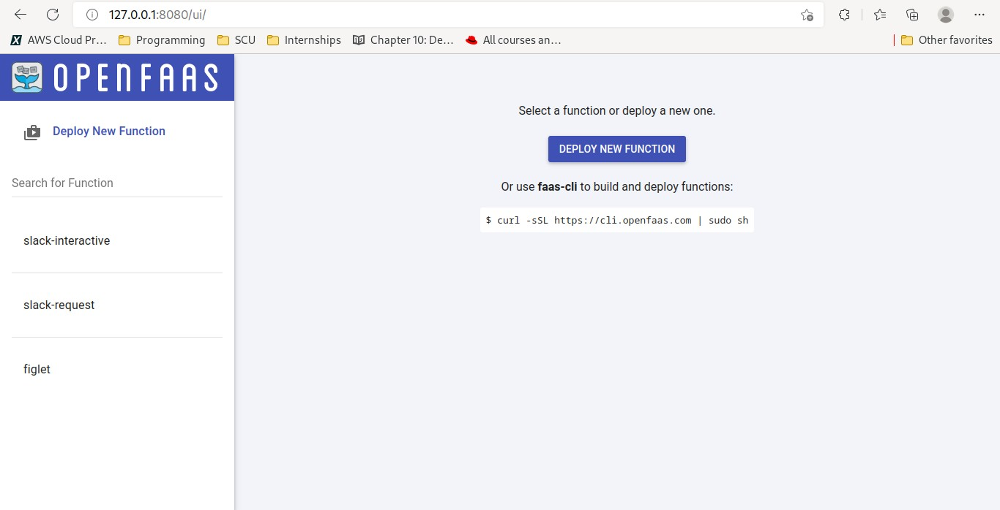 127.0.0.1:8080/ui/
AWS Cloud Pr... Programming SCU Internships Chapter 10: De... All courses an... Other favorites
OPENFAAS
Deploy New Function
Search for Function
slack-interactive
slack-request
figlet
Select a function or deploy a new one.
DEPLOY NEW FUNCTION
Or use faas-cli to build and deploy functions:
$ curl -sSL https://cli.openfaas.com | sudo sh